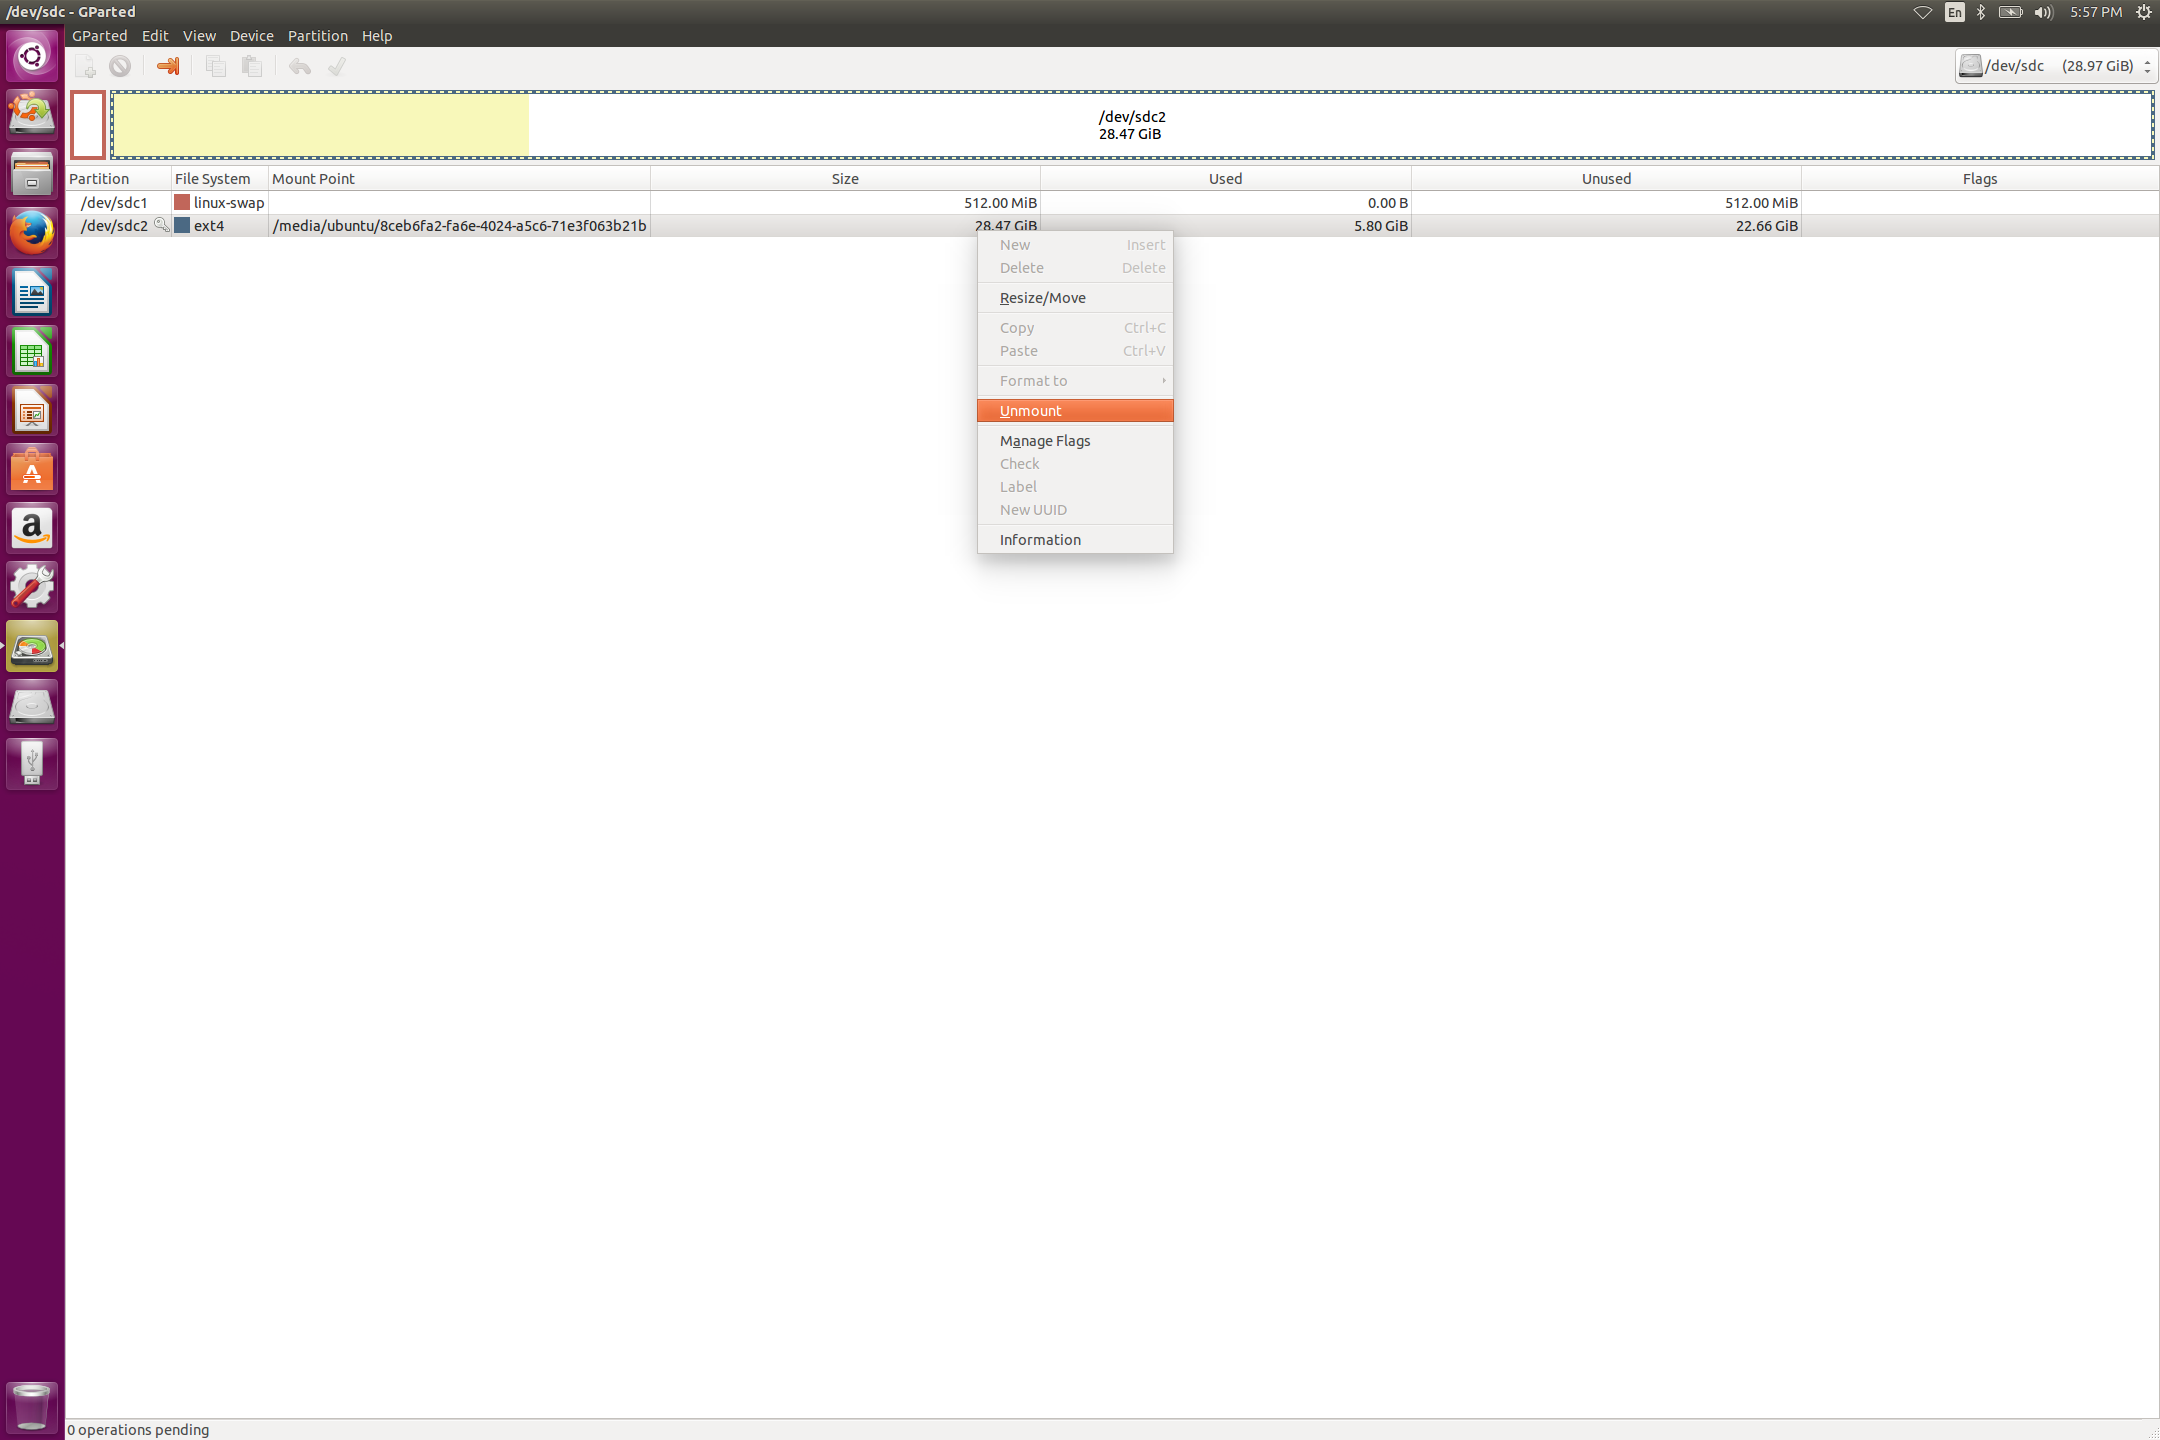 /dev/sdc - GParted
En
5:57 PM
GParted Edit View Device Partition Help
/dev/sdc (28.97 GiB)
/dev/sdc2
28.47 GiB
Partition File System Mount Point Size Used Unused Flags
/dev/sdc1 linux-swap 512.00 MiB 0.00 B 512.00 MiB
/dev/sdc2 ext4 /media/ubuntu/8ceb6fa2-fa6e-4024-a5c6-71e3f063b21b 28.47 GiB 5.80 GiB 22.66 GiB
New Insert
Delete Delete
Resize/Move
Copy Ctrl+C
Paste Ctrl+V
Format to
Unmount
Manage Flags
Check
Label
New UUID
Information
0 operations pending